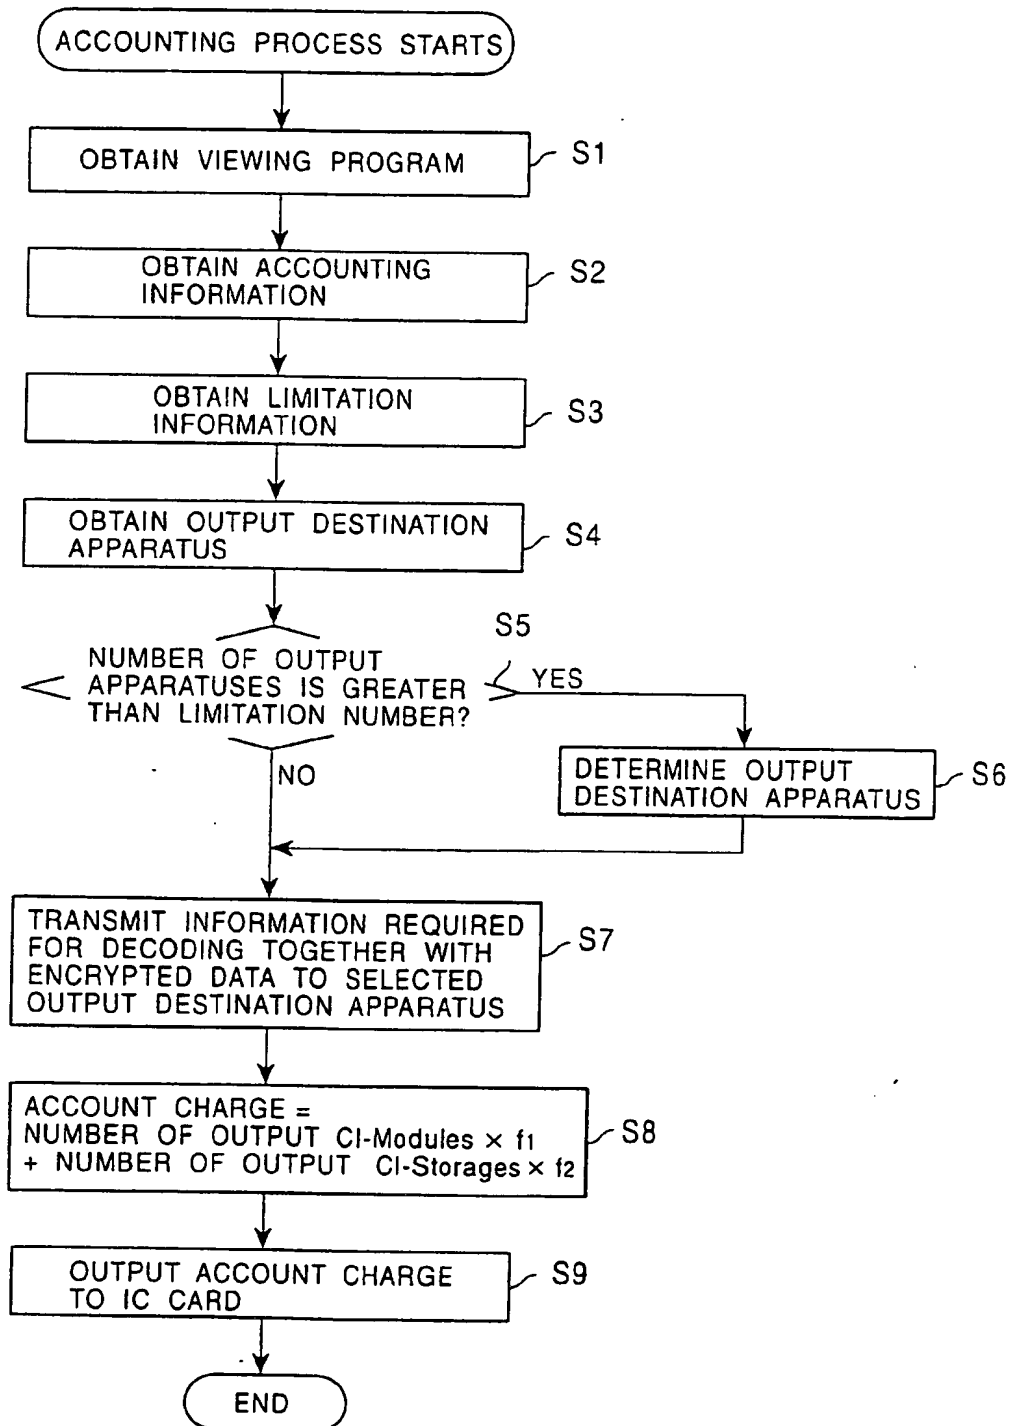 ACCOUNTING PROCESS STARTS
OBTAIN VIEWING PROGRAM
S1
OBTAIN ACCOUNTING
INFORMATION
S2
OBTAIN LIMITATION
INFORMATION
S3
OBTAIN OUTPUT DESTINATION
APPARATUS
S4
S5
NUMBER OF OUTPUT
APPARATUSES IS GREATER
THAN LIMITATION NUMBER?
YES
NO
DETERMINE OUTPUT
DESTINATION APPARATUS
S6
TRANSMIT INFORMATION REQUIRED
FOR DECODING TOGETHER WITH
ENCRYPTED DATA TO SELECTED
OUTPUT DESTINATION APPARATUS
S7
ACCOUNT CHARGE =
NUMBER OF OUTPUT CI-Modules × f1
+ NUMBER OF OUTPUT CI-Storages × f2
S8
OUTPUT ACCOUNT CHARGE
TO IC CARD
S9
END